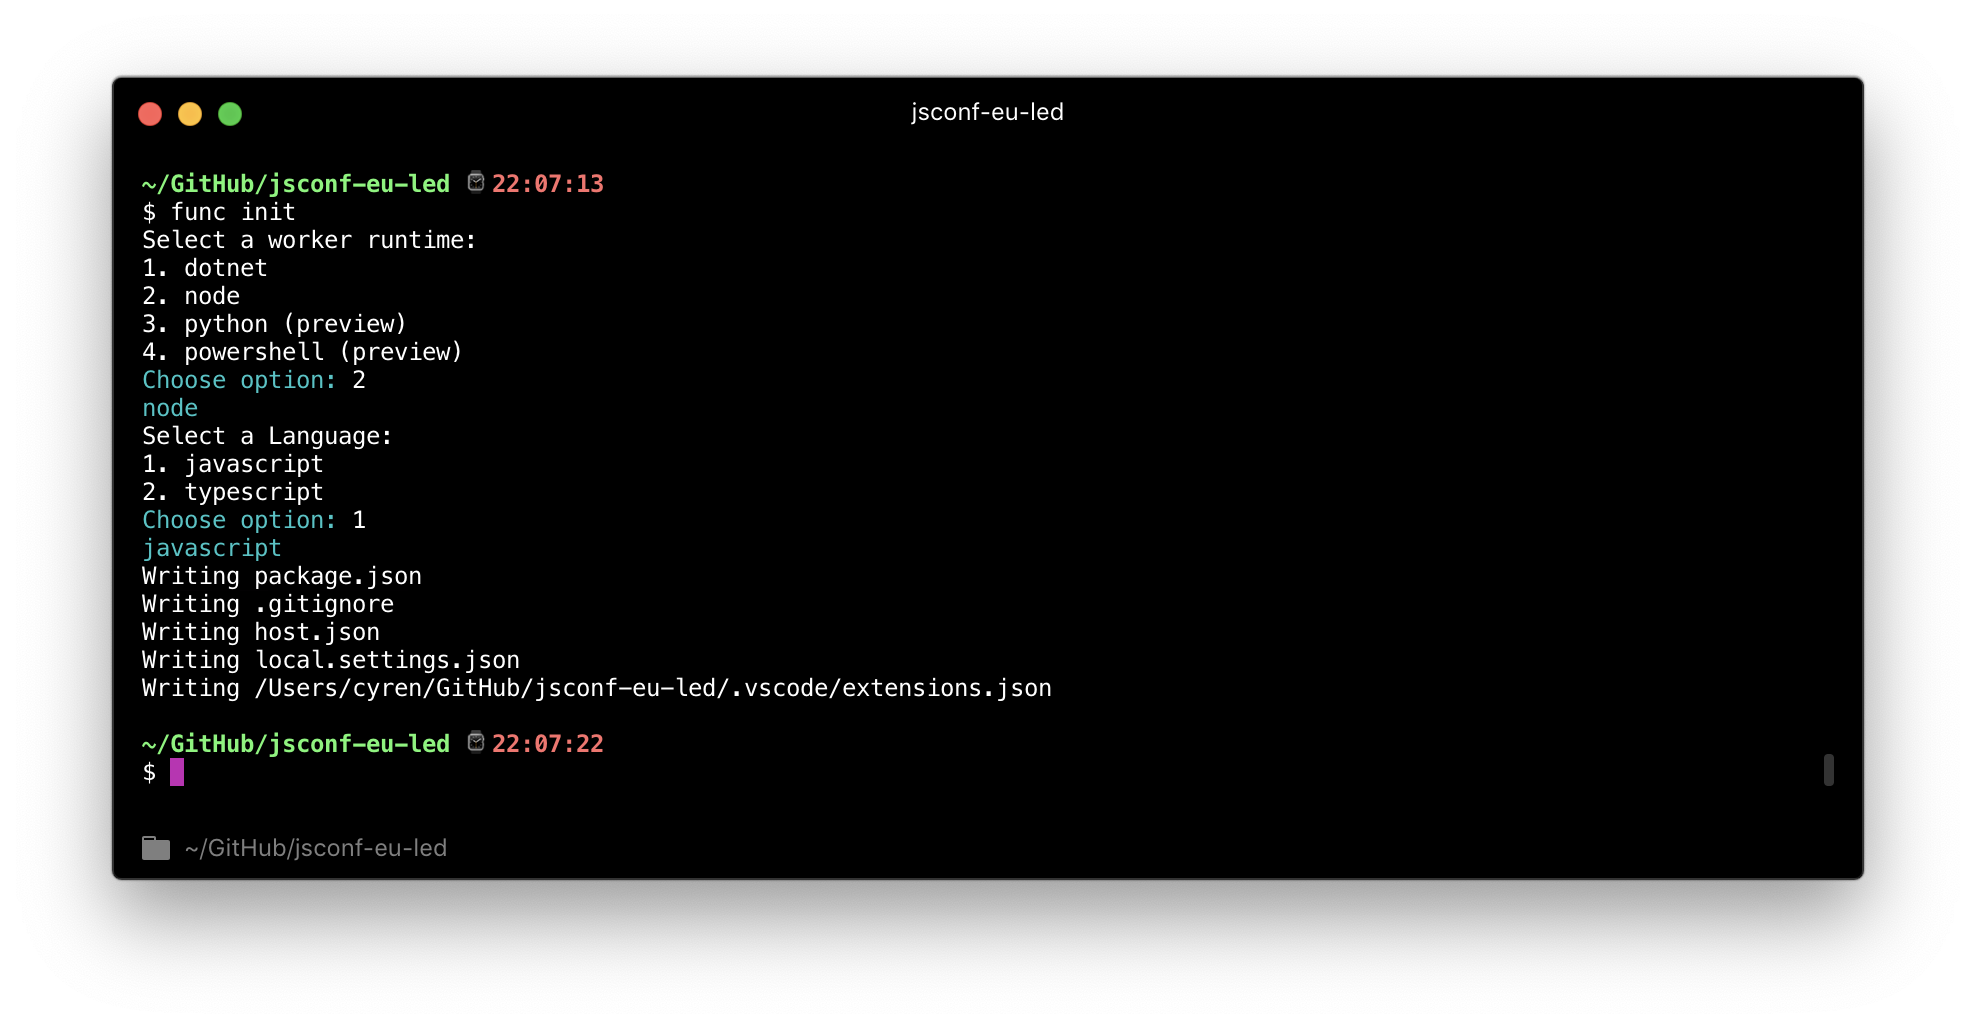 jsconf-eu-led
~/GitHub/jsconf-eu-led ⌚ 22:07:13
$ func init
Select a worker runtime:
1. dotnet
2. node
3. python (preview)
4. powershell (preview)
Choose option: 2
node
Select a Language:
1. javascript
2. typescript
Choose option: 1
javascript
Writing package.json
Writing .gitignore
Writing host.json
Writing local.settings.json
Writing /Users/cyren/GitHub/jsconf-eu-led/.vscode/extensions.json
~/GitHub/jsconf-eu-led ⌚ 22:07:22
$
~/GitHub/jsconf-eu-led